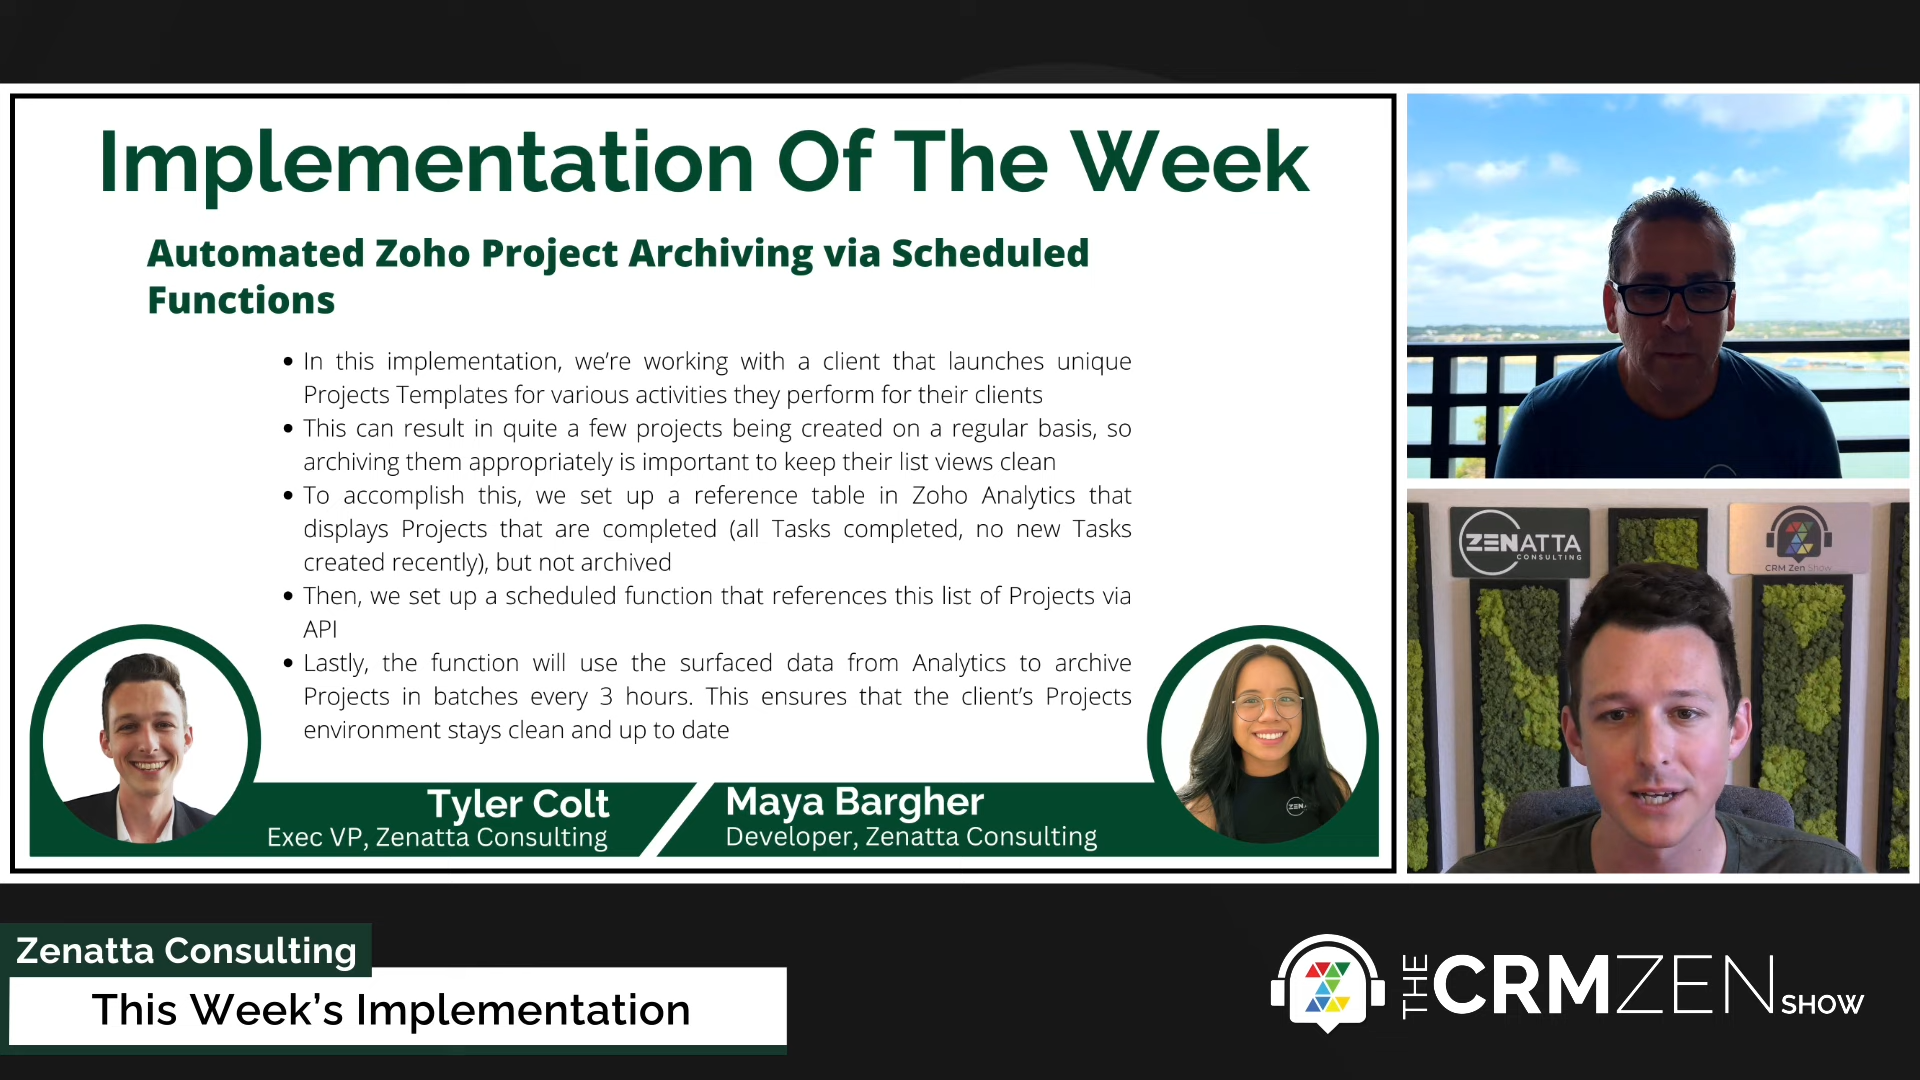 Implementation Of The Week
Automated Zoho Project Archiving via Scheduled
Functions
• In this implementation, we're working with a client that launches unique
Projects Templates for various activities they perform for their clients
• This can result in quite a few projects being created on a regular basis, so
archiving them appropriately is important to keep their list views clean
• To accomplish this, we set up a reference table in Zoho Analytics that
displays Projects that are completed (all Tasks completed, no new Tasks
created recently), but not archived
• Then, we set up a scheduled function that references this list of Projects via
API
• Lastly, the function will use the surfaced data from Analytics to archive
Projects in batches every 3 hours. This ensures that the client's Projects
environment stays clean and up to date
Tyler Colt
Exec VP, Zenatta Consulting
Maya Bargher
Developer, Zenatta Consulting
ZEN
ZENATTA
CONSULTING
CRM Zen Show
Zenatta Consulting
This Week's Implementation
THE CRMZEN SHOW